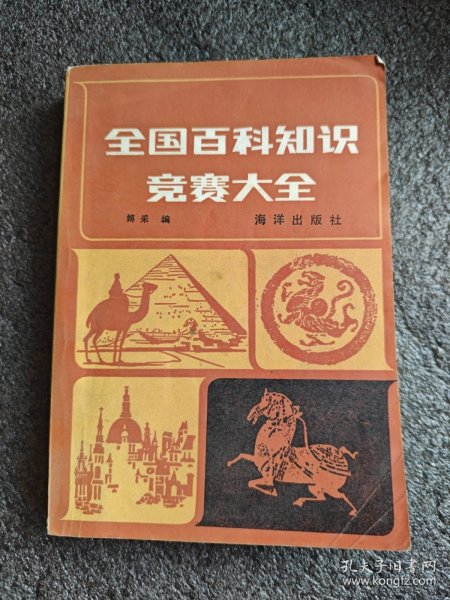 全国百科知识
竞赛大全
博采 编 海洋出版社
孔夫子旧书网
www.kongfz.com